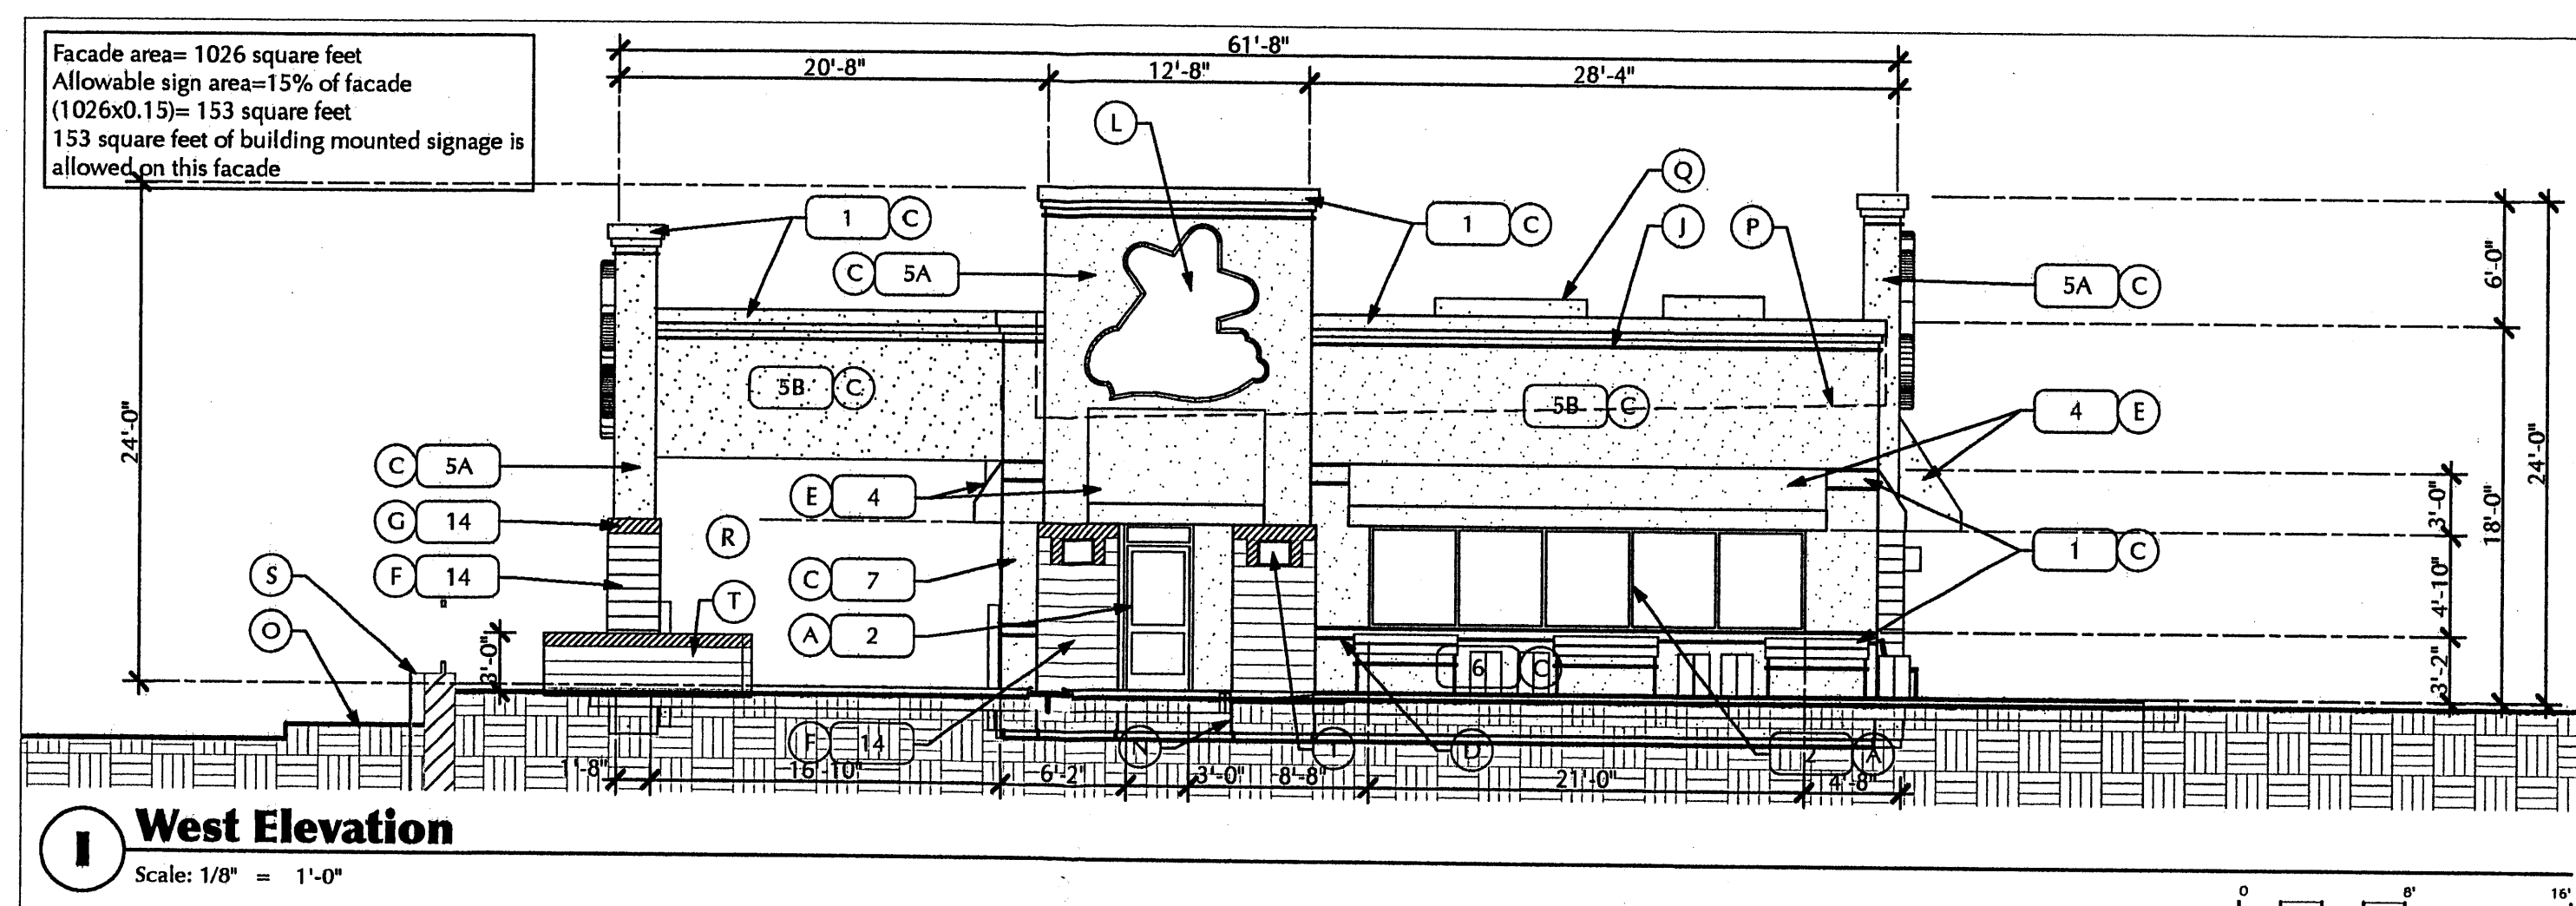 Facade area= 1026 square feet
Allowable sign area=15% of facade
(1026x0.15)= 153 square feet
153 square feet of building mounted signage is
allowed on this facade
61'-8"
20'-8"
12'-8"
28'-4"
L
Q
1 C
1 C
J
P
C 5A
5A C
6'-0"
5B C
5B C
4 E
24'-0"
24'-0"
C 5A
E 4
3'-0"
18'-0"
G 14
R
1 C
S
F 14
C 7
T
4'-10"
O
A 2
3'-0"
6 C
3'-2"
F 14
N
1
D
2 A
1'-8"
16'-10"
6'-2"
3'-0"
8'-8"
21'-0"
4'-8"
I
West Elevation
Scale: 1/8" = 1'-0"
0
8'
16'